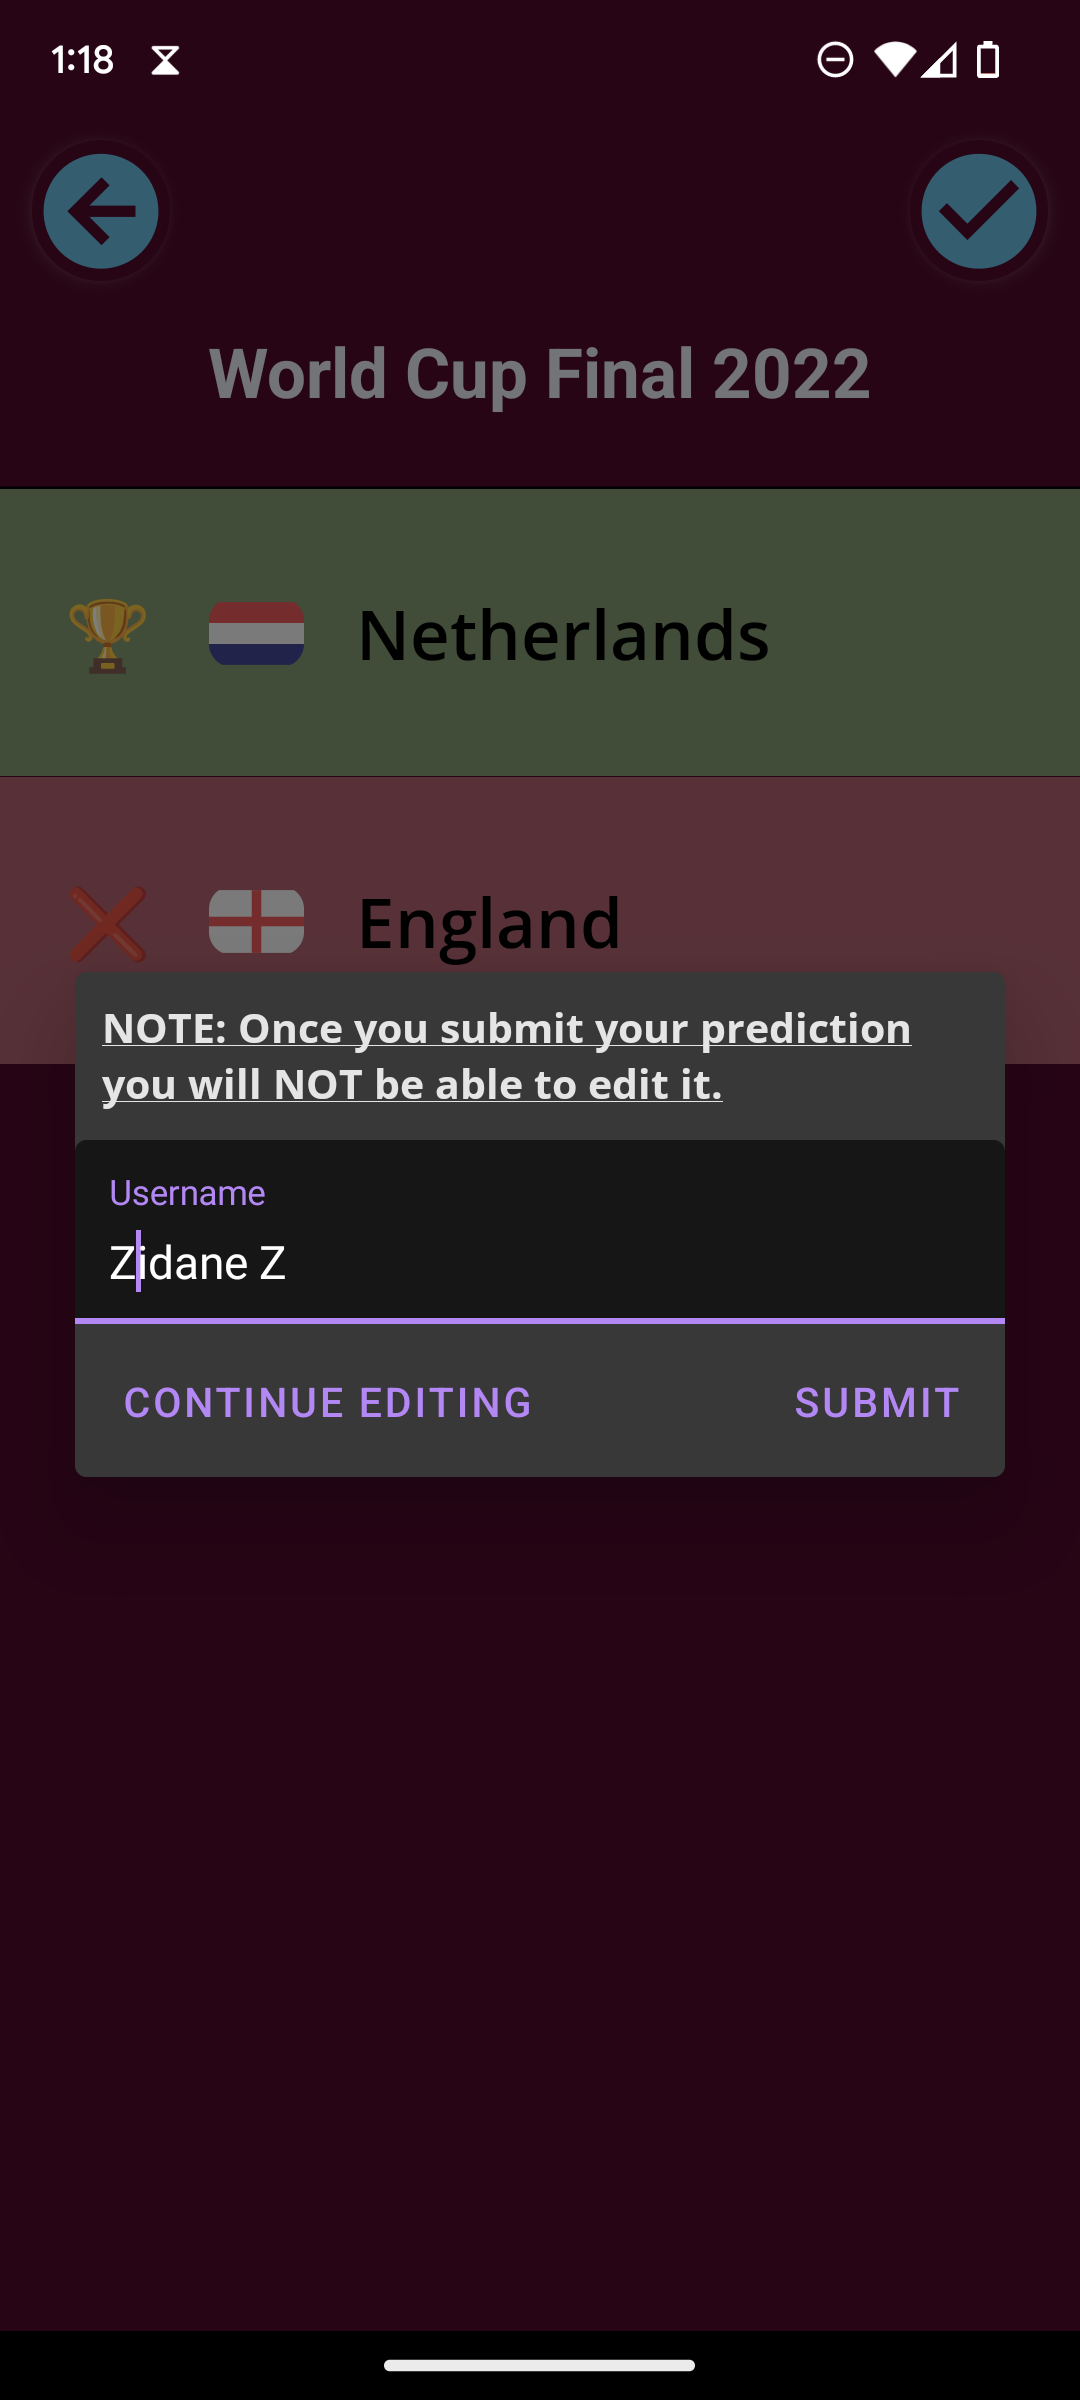 1:18
World Cup Final 2022
Netherlands
England
NOTE: Once you submit your prediction
you will NOT be able to edit it.
Username
Zidane Z
CONTINUE EDITING
SUBMIT